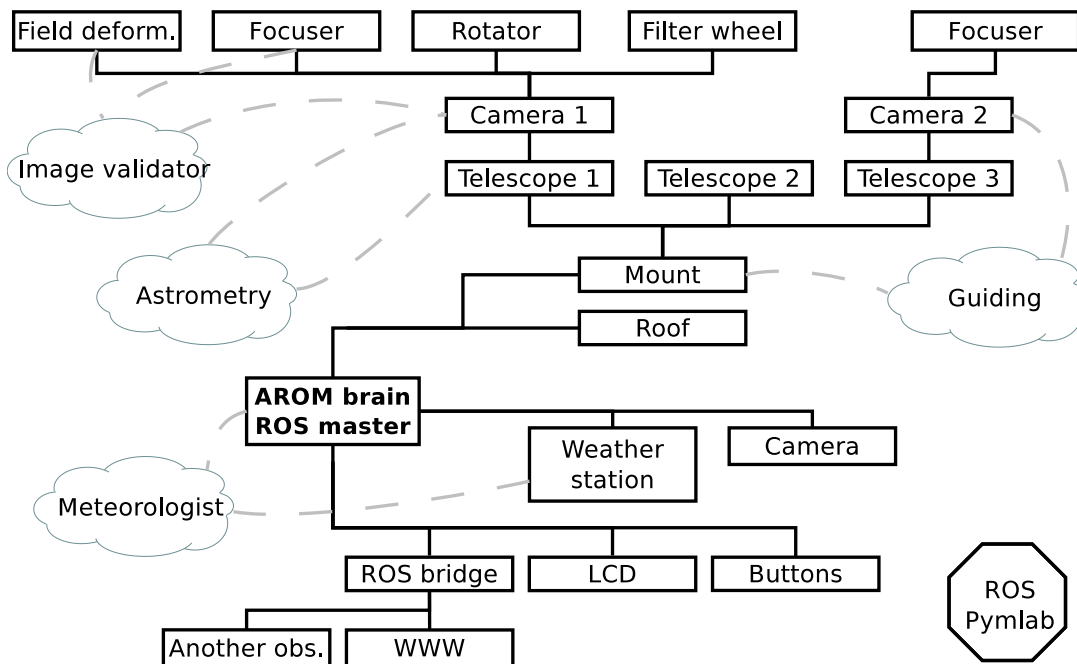 Field deform.
Focuser
Rotator
Filter wheel
Focuser
Camera 1
Camera 2
Image validator
Telescope 1
Telescope 2
Telescope 3
Mount
Astrometry
Guiding
Roof
AROM brain
ROS master
Weather
station
Camera
Meteorologist
ROS bridge
LCD
Buttons
ROS
Pymlab
Another obs.
WWW